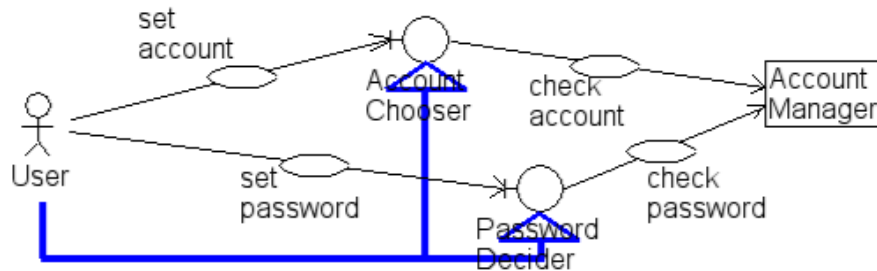 set
account
Account
Chooser
check
account
Account
Manager
User
set
password
Password
Decider
check
password